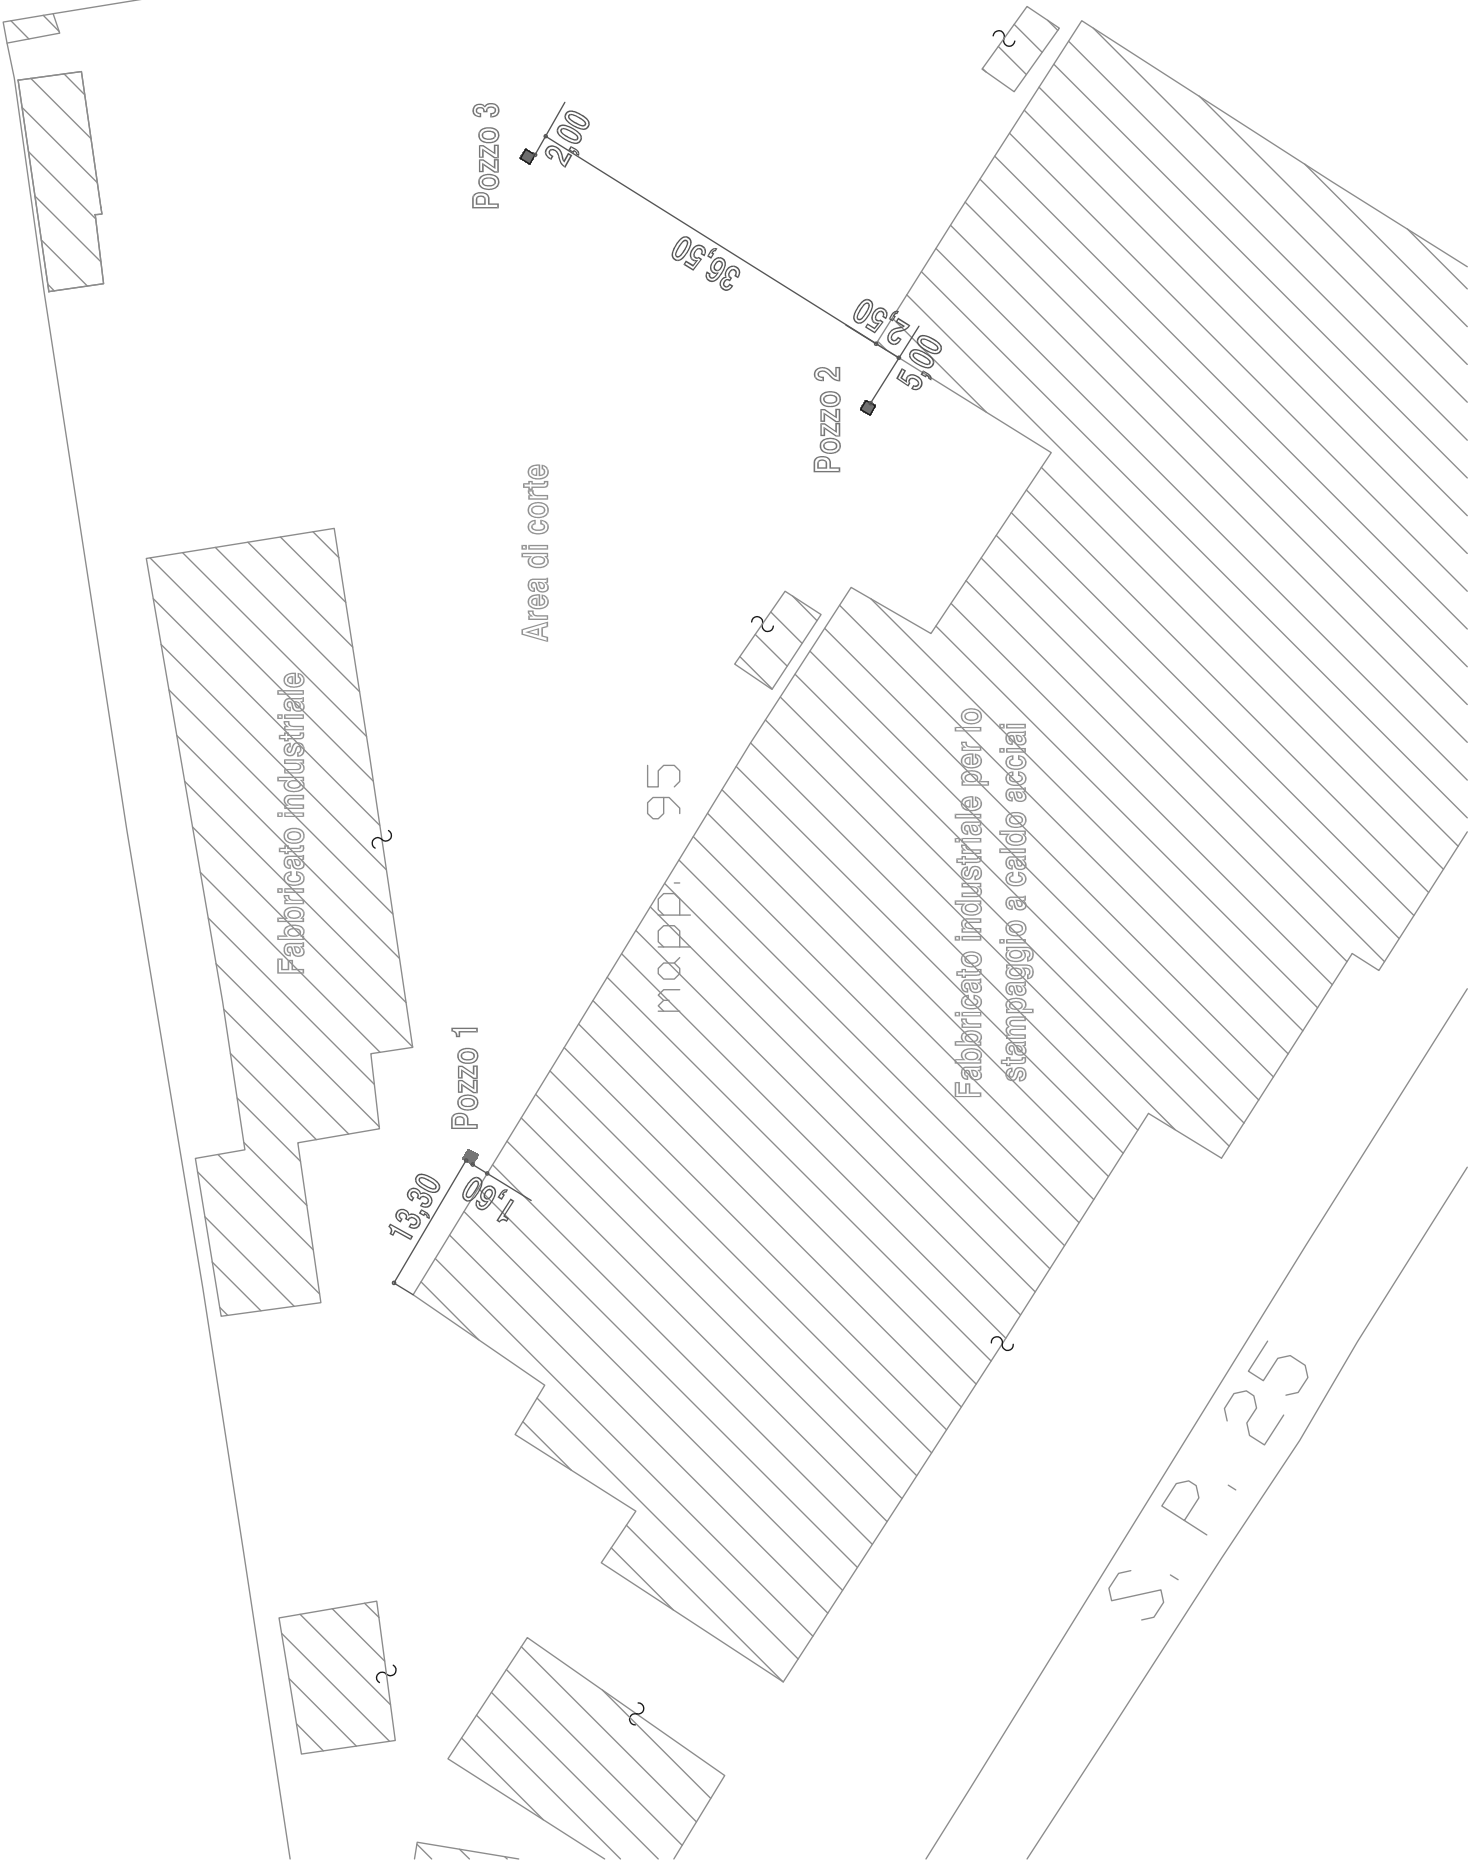 Pozzo 3
2,00
36,50
2,50
5,00
Pozzo 2
Area di corte
Fabbricato industriale
mapp. 95
Fabbricato industriale per lo
stampaggio a caldo acciai
Pozzo 1
13,30
1,60
S. P. 25